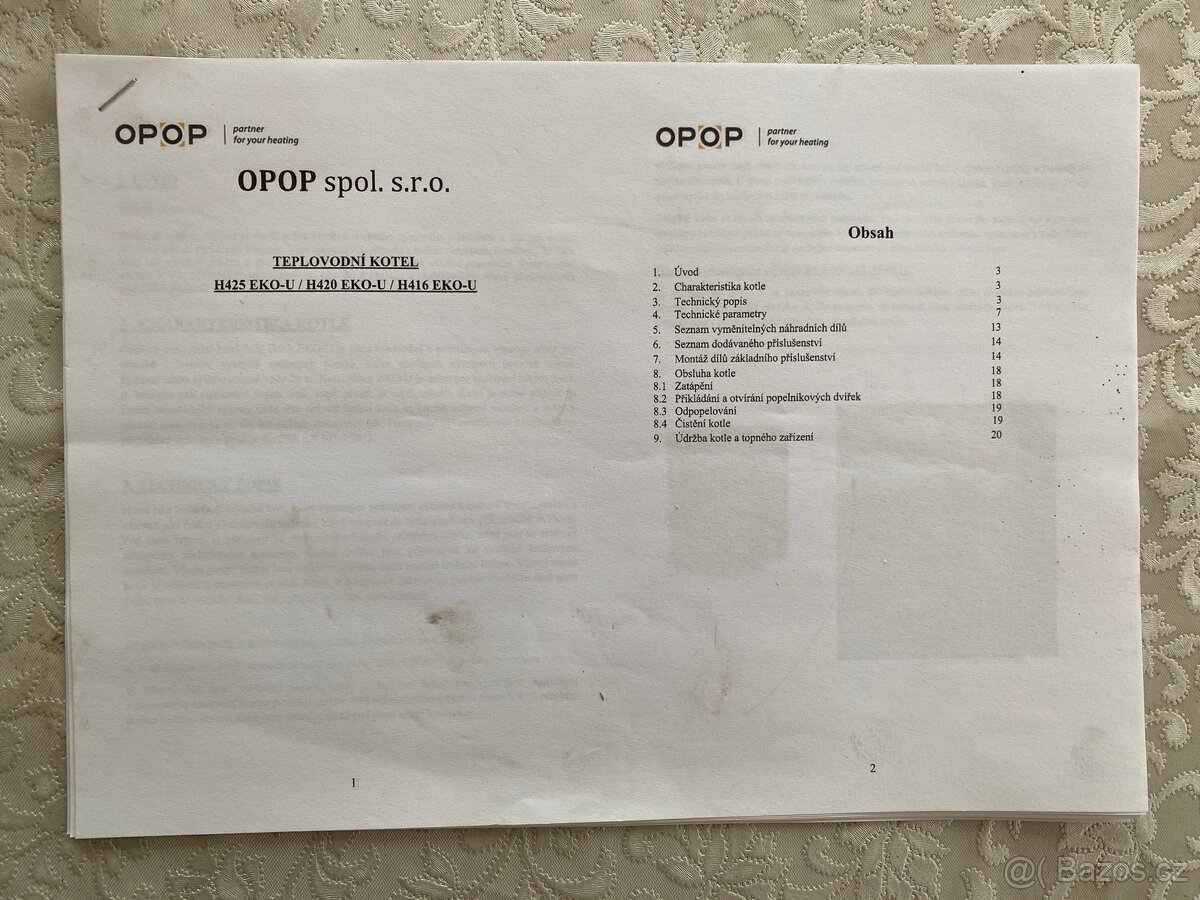 OPOP partner
for your heating
OPOP spol. s.r.o.
TEPLOVODNÍ KOTEL
H425 EKO-U / H420 EKO-U / H416 EKO-U
1
OPOP partner
for your heating
Obsah
1. Úvod 3
2. Charakteristika kotle 3
3. Technický popis 3
4. Technické parametry 7
5. Seznam vyměnitelných náhradních dílů 13
6. Seznam dodávaného příslušenství 14
7. Montáž dílů základního příslušenství 14
8. Obsluha kotle 18
8.1 Zatápění 18
8.2 Přikládání a otvírání popelníkových dvířek 18
8.3 Odpopelování 19
8.4 Čistění kotle 19
9. Údržba kotle a topného zařízení 20
2
@( Bazos.cz